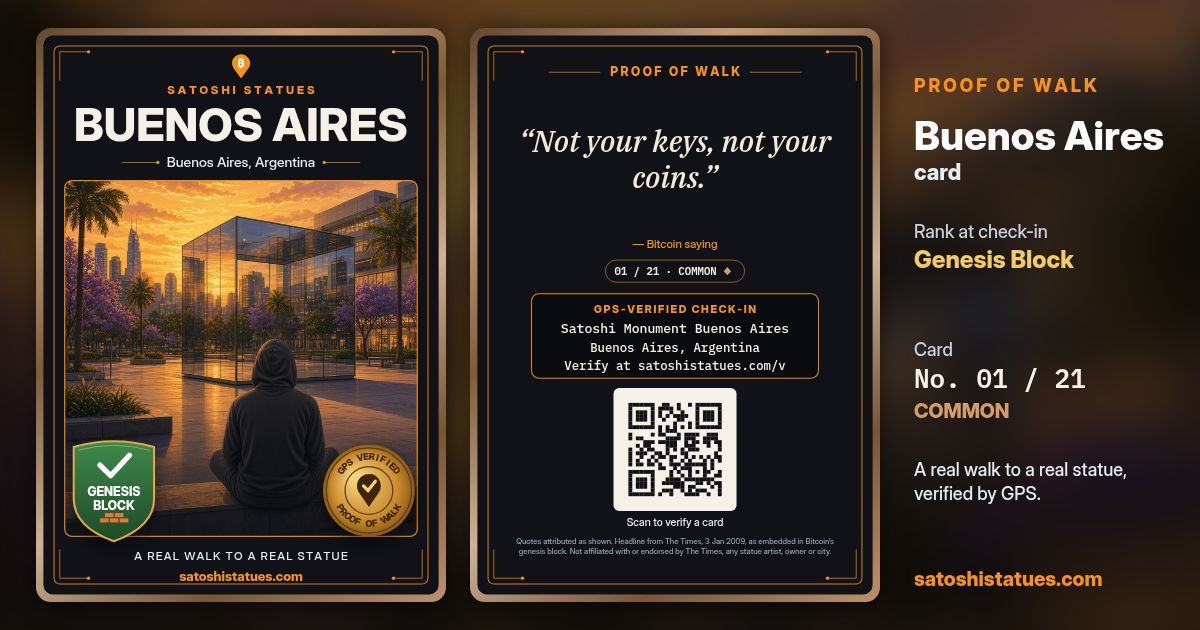 SATOSHI STATUES
BUENOS AIRES
Buenos Aires, Argentina
GENESIS
BLOCK
GPS VERIFIED
PROOF OF WALK
A REAL WALK TO A REAL STATUE
satoshistatues.com
PROOF OF WALK
“Not your keys, not your
coins.”
— Bitcoin saying
01 / 21 · COMMON
GPS-VERIFIED CHECK-IN
Satoshi Monument Buenos Aires
Buenos Aires, Argentina
Verify at satoshistatues.com/v
Scan to verify a card
Quotes attributed as shown. Headline from The Times, 3 Jan 2009, as embedded in Bitcoin's
genesis block. Not affiliated with or endorsed by The Times, any statue artist, owner or city.
PROOF OF WALK
Buenos Aires
card
Rank at check-in
Genesis Block
Card
No. 01 / 21
COMMON
A real walk to a real statue,
verified by GPS.
satoshistatues.com